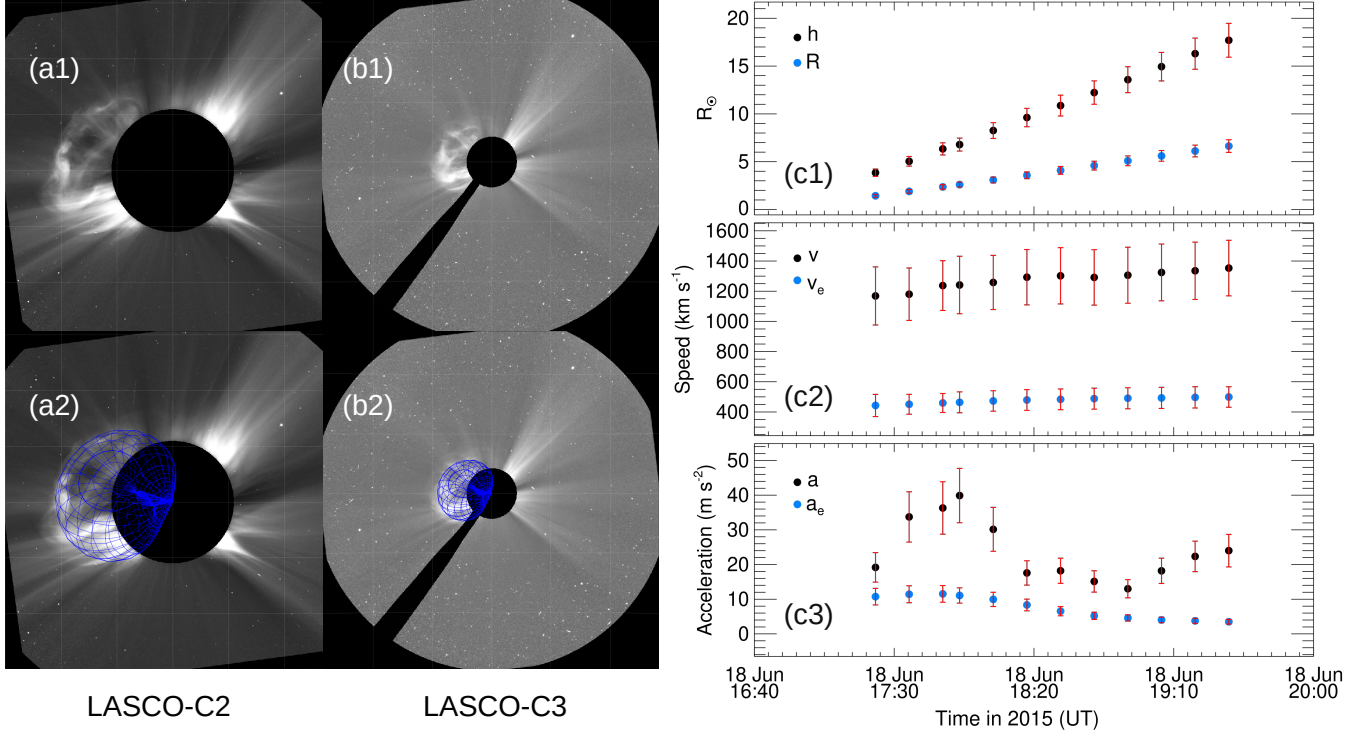 (a1)
(b1)
(a2)
(b2)
LASCO-C2
LASCO-C3
20
15
10
5
0
R☉
h
R
(c1)
1600
1400
1200
1000
800
600
400
Speed (km s⁻¹)
v
vₑ
(c2)
50
40
30
20
10
0
Acceleration (m s⁻²)
a
aₑ
(c3)
18 Jun 18 Jun 18 Jun 18 Jun 18 Jun
16:40 17:30 18:20 19:10 20:00
Time in 2015 (UT)